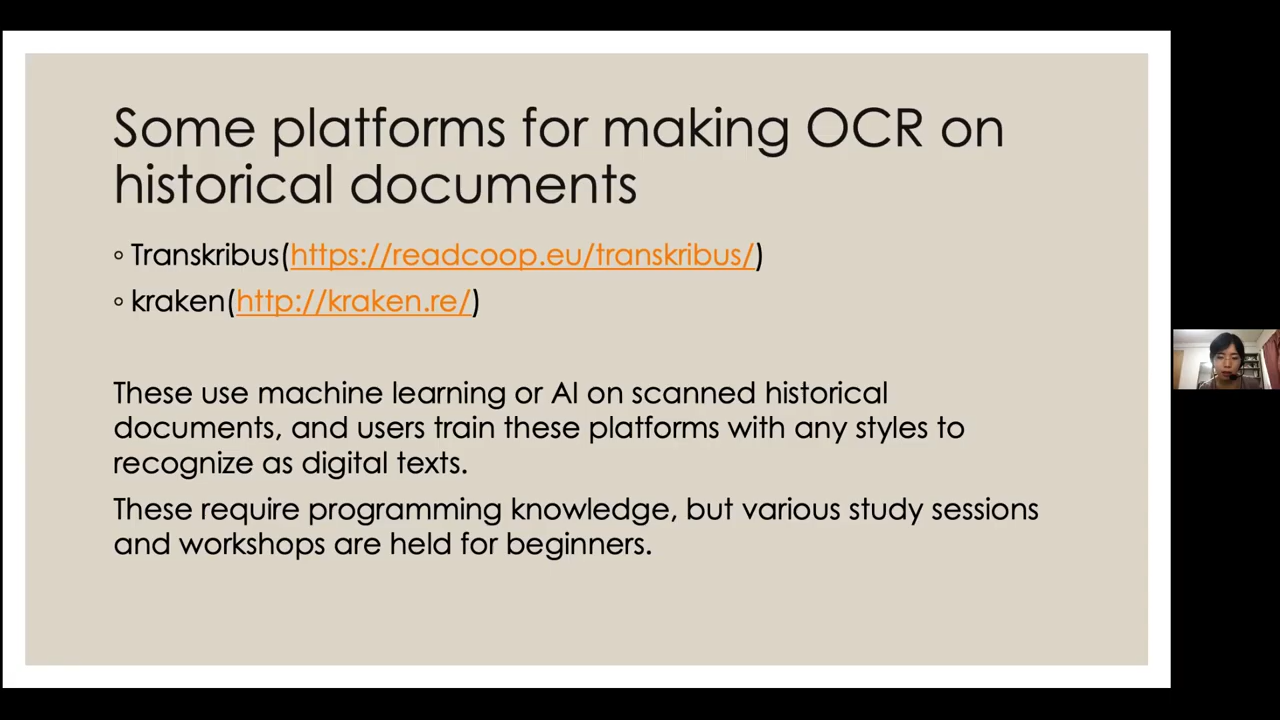 Some platforms for making OCR on
historical documents
◦ Transkribus(https://readcoop.eu/transkribus/)
◦ kraken(http://kraken.re/)
These use machine learning or AI on scanned historical
documents, and users train these platforms with any styles to
recognize as digital texts.
These require programming knowledge, but various study sessions
and workshops are held for beginners.